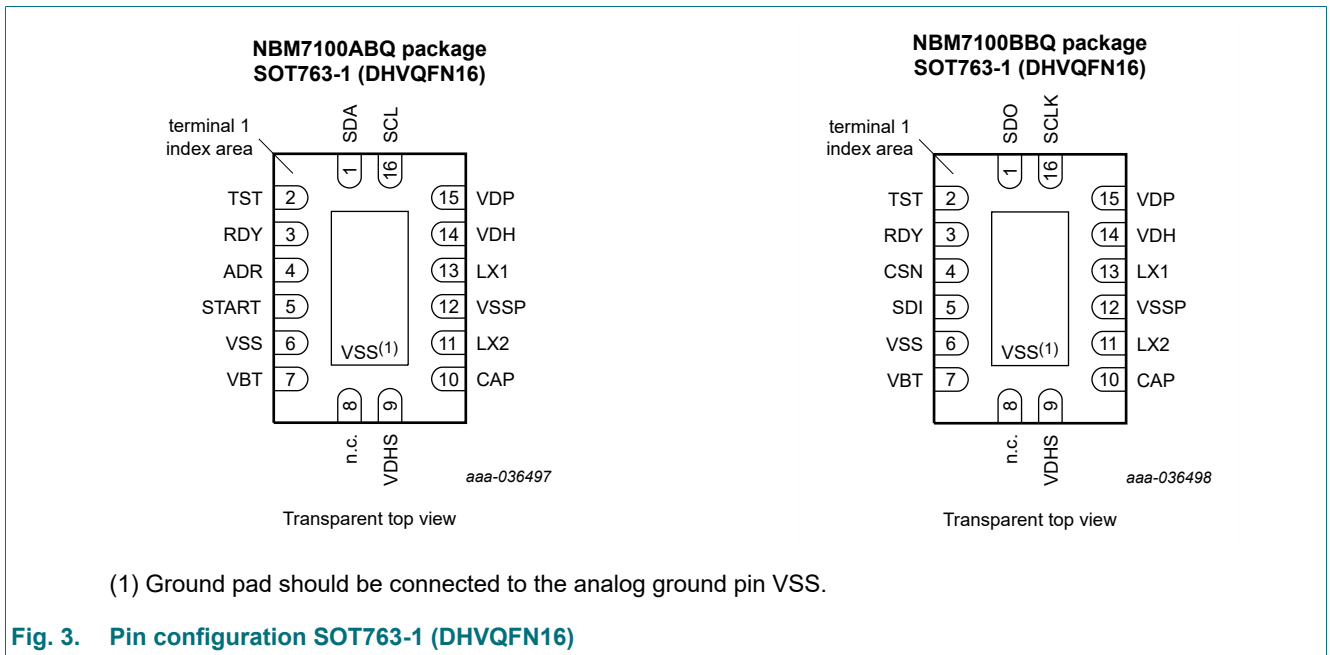 NBM7100ABQ package
SOT763-1 (DHVQFN16)
terminal 1
index area
SDA
SCL
1
16
TST 2
15 VDP
RDY 3
14 VDH
ADR 4
13 LX1
START 5
12 VSSP
VSS 6
11 LX2
VBT 7
10 CAP
VSS(1)
8
9
n.c.
VDHS
aaa-036497
Transparent top view
NBM7100BBQ package
SOT763-1 (DHVQFN16)
terminal 1
index area
SDO
SCLK
1
16
TST 2
15 VDP
RDY 3
14 VDH
CSN 4
13 LX1
SDI 5
12 VSSP
VSS 6
11 LX2
VBT 7
10 CAP
VSS(1)
8
9
n.c.
VDHS
aaa-036498
Transparent top view
(1) Ground pad should be connected to the analog ground pin VSS.
Fig. 3. Pin configuration SOT763-1 (DHVQFN16)